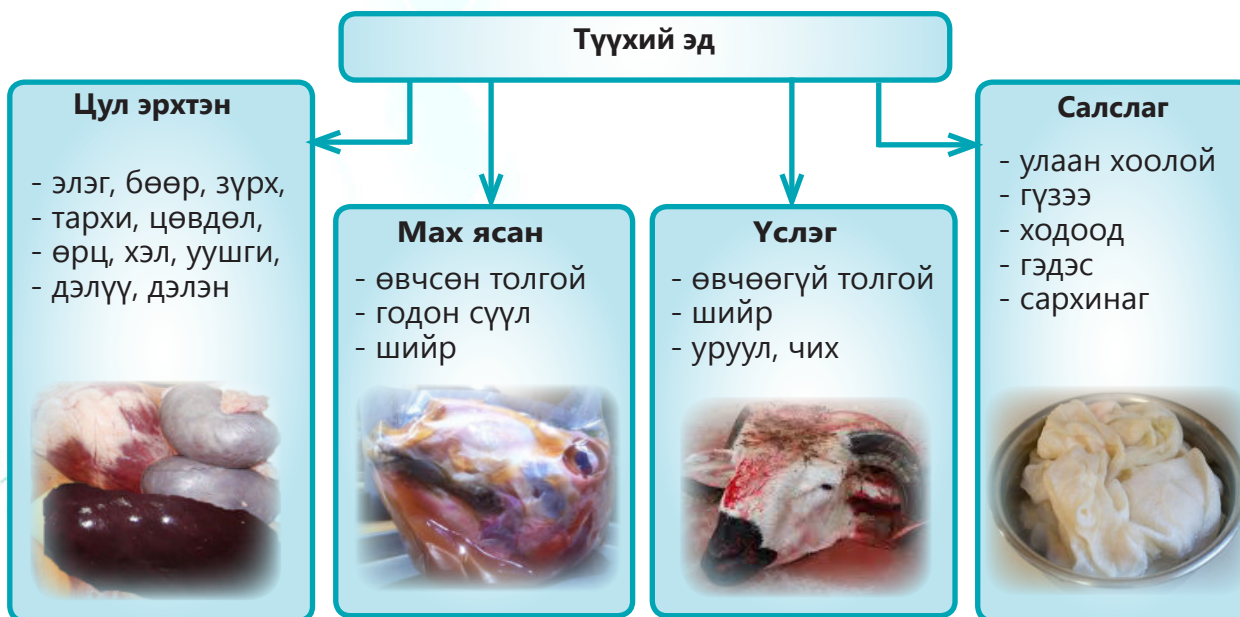 Түүхий эд
Цул эрхтэн
- элэг, бөөр, зүрх,
- тархи, цөвдөл,
- өрц, хэл, уушги,
- дэлүү, дэлэн
Мах ясан
- өвчсөн толгой
- годон сүүл
- шийр
Үслэг
- өвчөөгүй толгой
- шийр
- уруул, чих
Салслаг
- улаан хоолой
- гүзээ
- ходоод
- гэдэс
- сархинаг